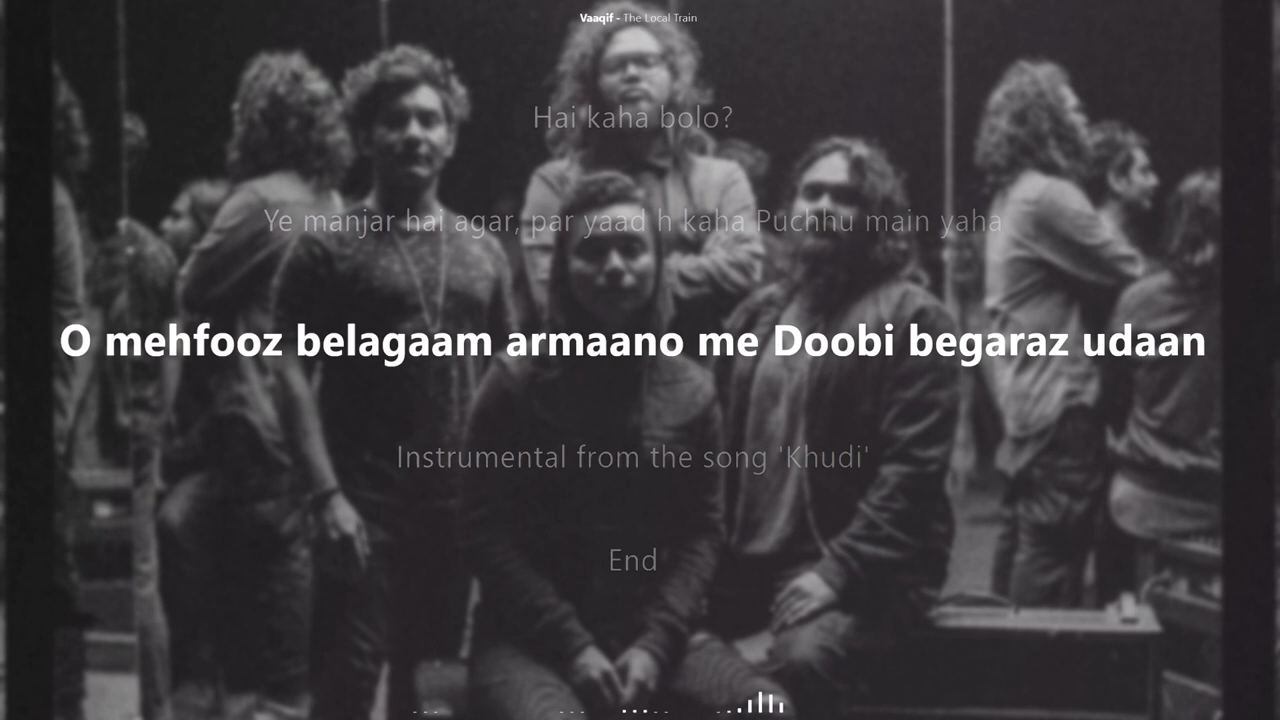 Vaaqif - The Local Train
Hai kaha bolo?
Ye manjar hai agar, par yaad h kaha Puchhu main yaha
O mehfooz belagaam armaano me Doobi begaraz udaan
Instrumental from the song 'Khudi'
End